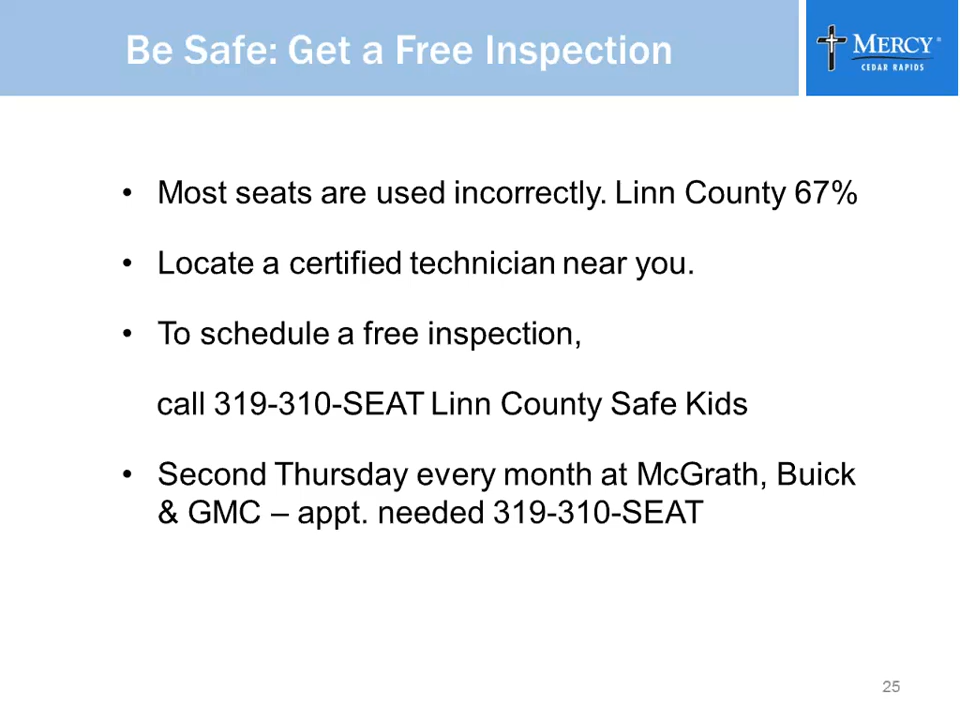 Be Safe: Get a Free Inspection
MERCY®
CEDAR RAPIDS
• Most seats are used incorrectly. Linn County 67%
• Locate a certified technician near you.
• To schedule a free inspection,
call 319-310-SEAT Linn County Safe Kids
• Second Thursday every month at McGrath, Buick
& GMC – appt. needed 319-310-SEAT
25